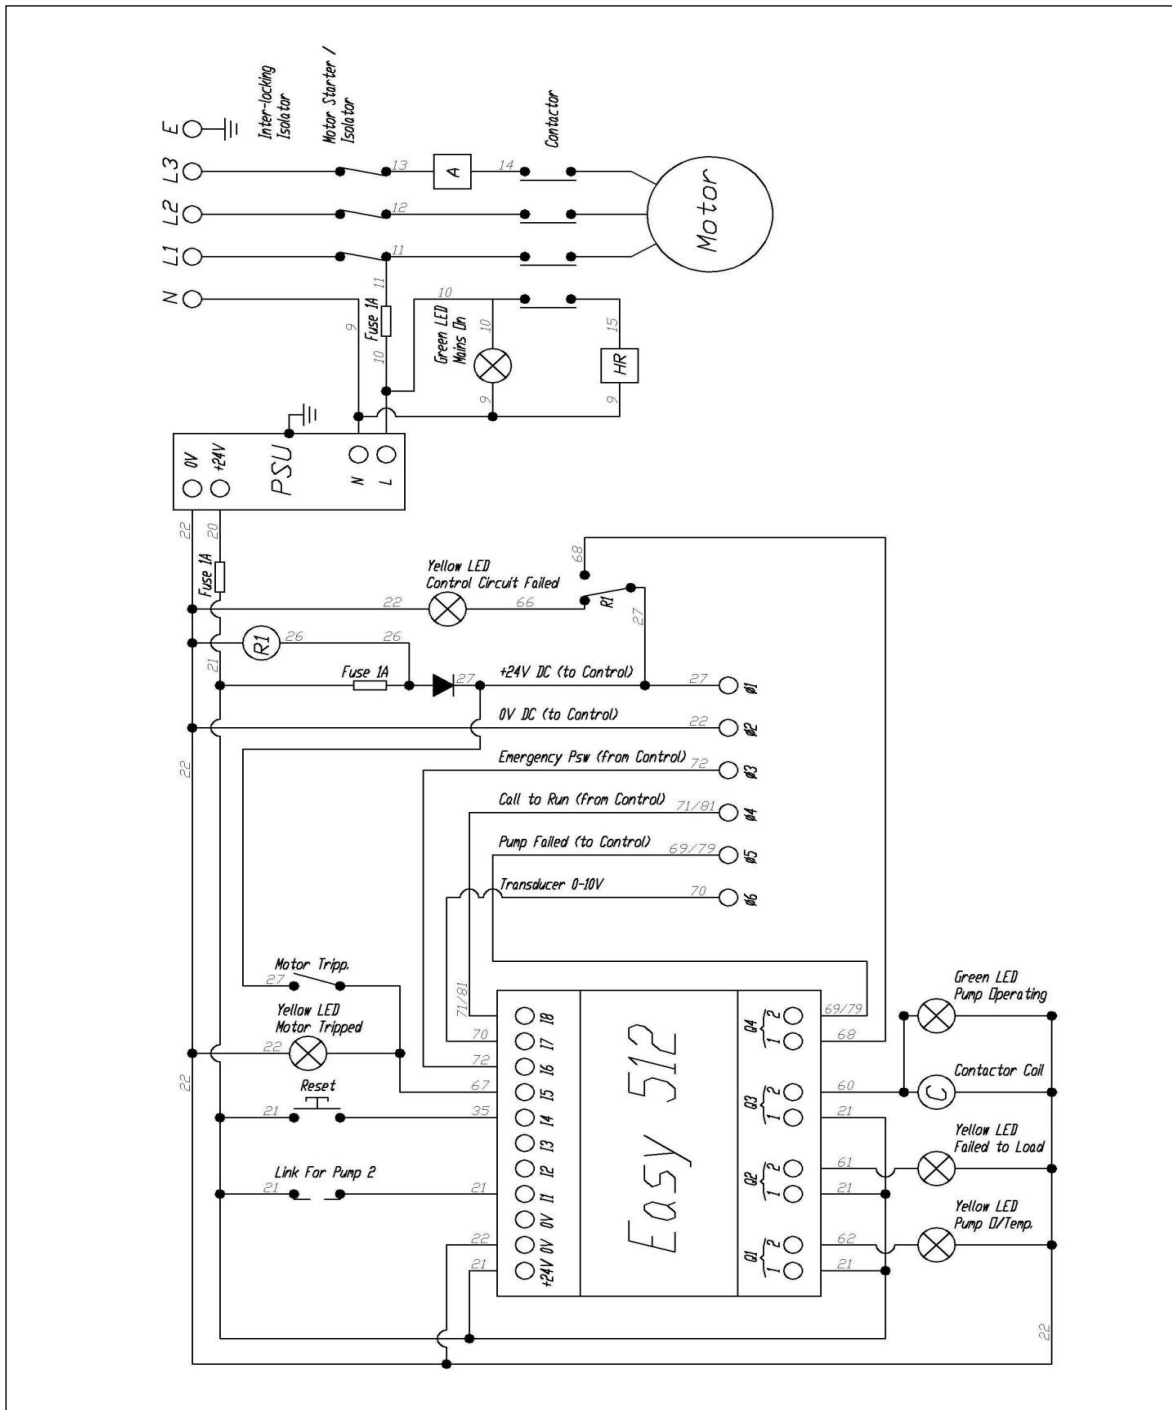 Inter-locking
Isolator
Motor Starter /
Isolator
Contactor
E
L3
13
A
14
L2
12
L1
11
Motor
N
9
11
Fuse 1A
10
10
Green LED
Mains On
10
9
15
HR
9
0V
+24V
PSU
N
L
22
20
Fuse 1A
21
Yellow LED
Control Circuit Failed
22
66
68
R1
27
R1
26
26
Fuse 1A
27
+24V DC (to Control)
27
Ø1
0V DC (to Control)
22
Ø2
22
Emergency Psw (from Control)
72
Ø3
Call to Run (from Control)
71/81
Ø4
Pump Failed (to Control)
69/79
Ø5
Transducer 0-10V
70
Ø6
Motor Tripp.
27
Yellow LED
Motor Tripped
22
22
Reset
21
35
Link For Pump 2
21
21
71/81
70
72
67
22
21
I8
I7
I6
I5
I4
I3
I2
I1
0V
0V
+24V
Easy 512
Q4
2
1
Q3
2
1
Q2
2
1
Q1
2
1
69/79
68
60
21
61
21
62
21
Green LED
Pump Operating
Contactor Coil
C
Yellow LED
Failed to Load
Yellow LED
Pump O/Temp.
22